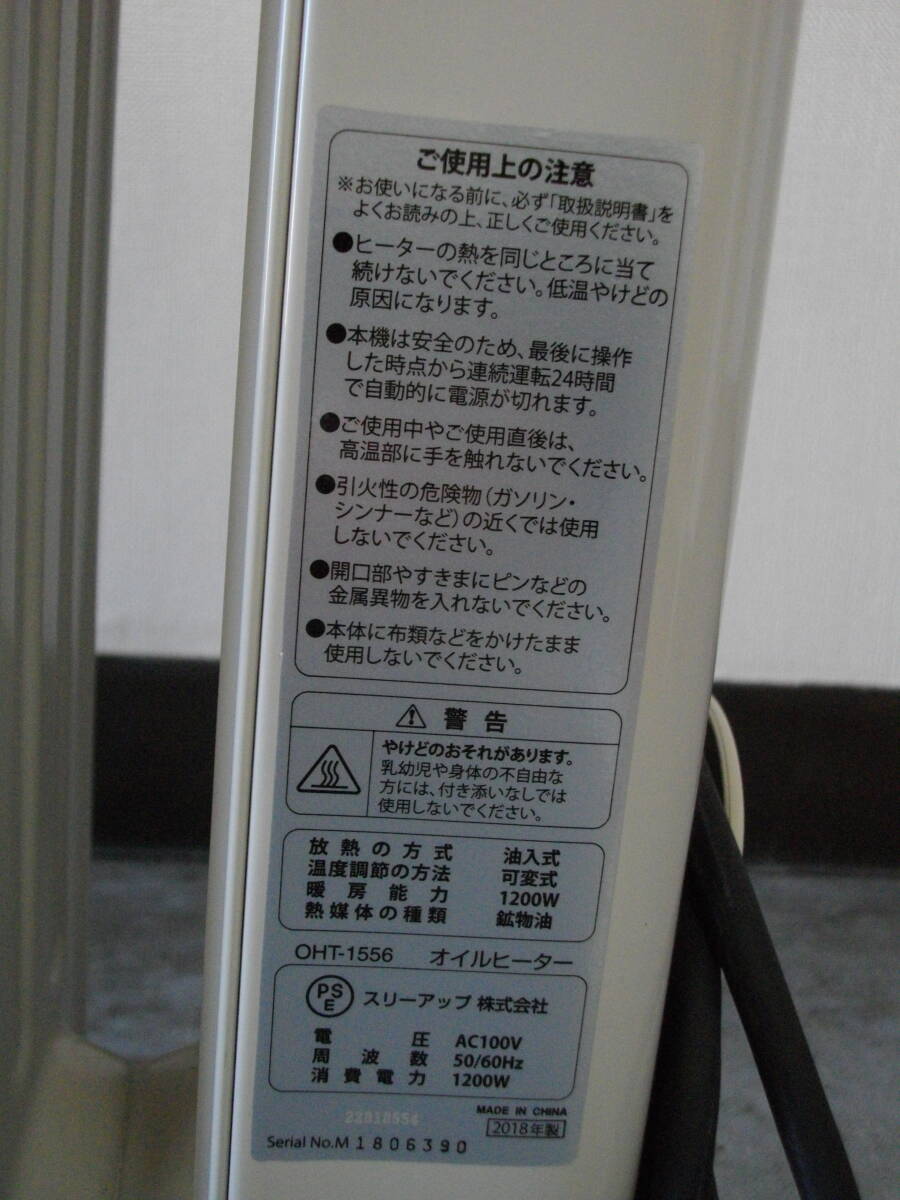 ご使用上の注意
※お使いになる前に、必ず「取扱説明書」を
よくお読みの上、正しくご使用ください。
●ヒーターの熱を同じところに当て
続けないでください。低温やけどの
原因になります。
●本機は安全のため、最後に操作
した時点から連続運転24時間
で自動的に電源が切れます。
●ご使用中やご使用直後は、
高温部に手を触れないでください。
●引火性の危険物(ガソリン・
シンナーなど)の近くでは使用
しないでください。
●開口部やすきまにピンなどの
金属異物を入れないでください。
●本体に布類などをかけたまま
使用しないでください。
⚠ 警告
やけどのおそれがあります。
乳幼児や身体の不自由な
方には、付き添いなしでは
使用しないでください。
放熱の方式 油入式
温度調節の方法 可変式
暖房能力 1200W
熱媒体の種類 鉱物油
OHT-1556 オイルヒーター
PSE スリーアップ 株式会社
電圧 AC100V
周波数 50/60Hz
消費電力 1200W
MADE IN CHINA
2018年製
Serial No.M 1806390